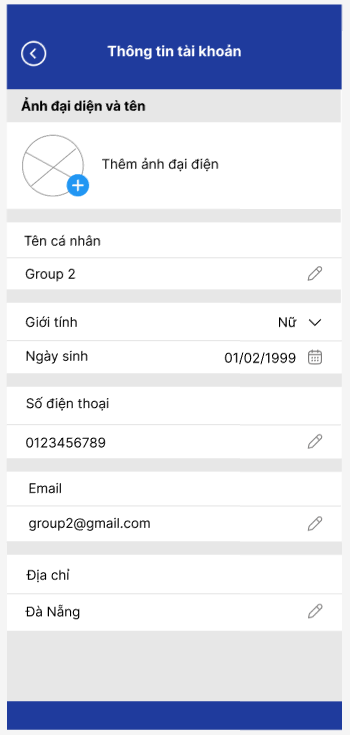 Thông tin tài khoản
Ảnh đại diện và tên
Thêm ảnh đại điện
Tên cá nhân
Group 2
Giới tính Nữ
Ngày sinh 01/02/1999
Số điện thoại
0123456789
Email
group2@gmail.com
Địa chỉ
Đà Nẵng